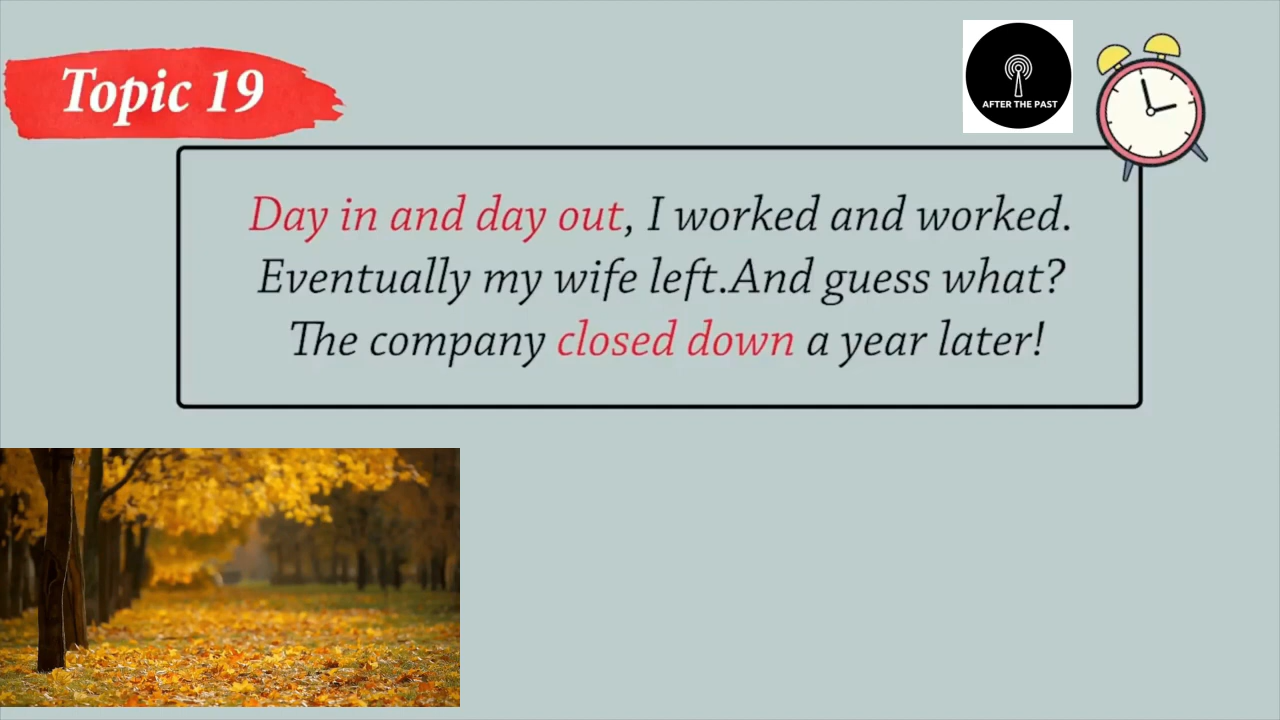 Topic 19
AFTER THE PAST
Day in and day out, I worked and worked.
Eventually my wife left.And guess what?
The company closed down a year later!